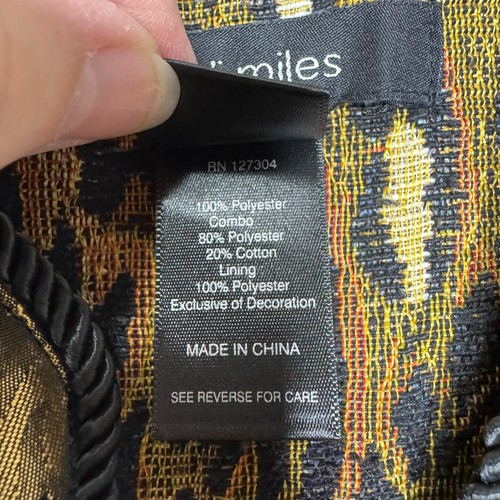 miles
RN 127304
100% Polyester
Combo
80% Polyester
20% Cotton
Lining
100% Polyester
Exclusive of Decoration
MADE IN CHINA
SEE REVERSE FOR CARE